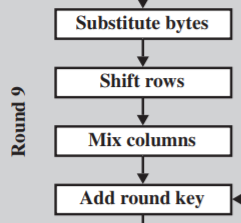 Substitute bytes
Shift rows
Round 9
Mix columns
Add round key